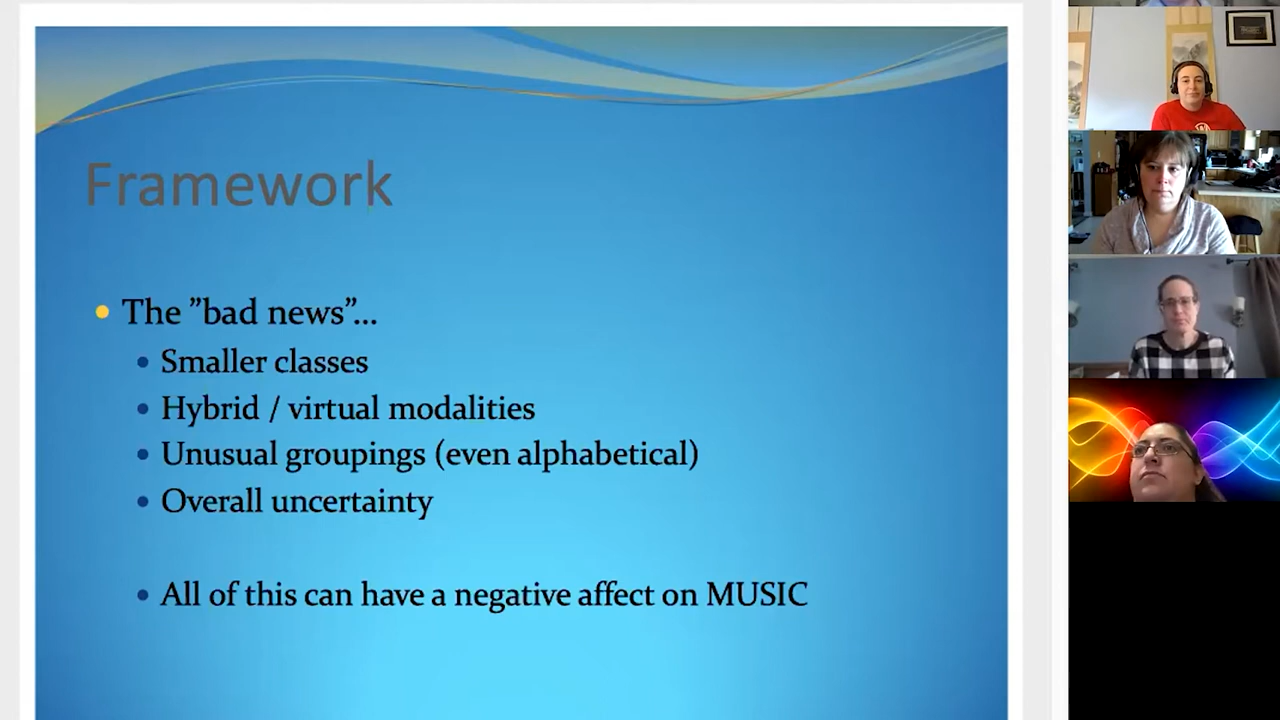 Framework
The ”bad news”...
Smaller classes
Hybrid / virtual modalities
Unusual groupings (even alphabetical)
Overall uncertainty
All of this can have a negative affect on MUSIC